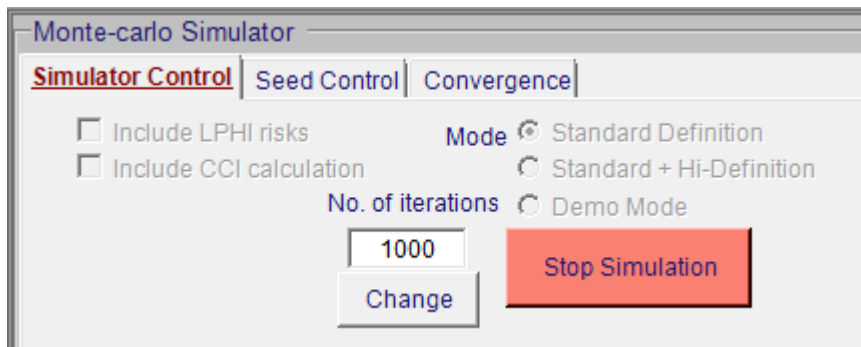 Monte-carlo Simulator
Simulator Control Seed Control Convergence
Include LPHI risks Mode Standard Definition
Include CCI calculation Standard + Hi-Definition
No. of iterations Demo Mode
1000 Stop Simulation
Change